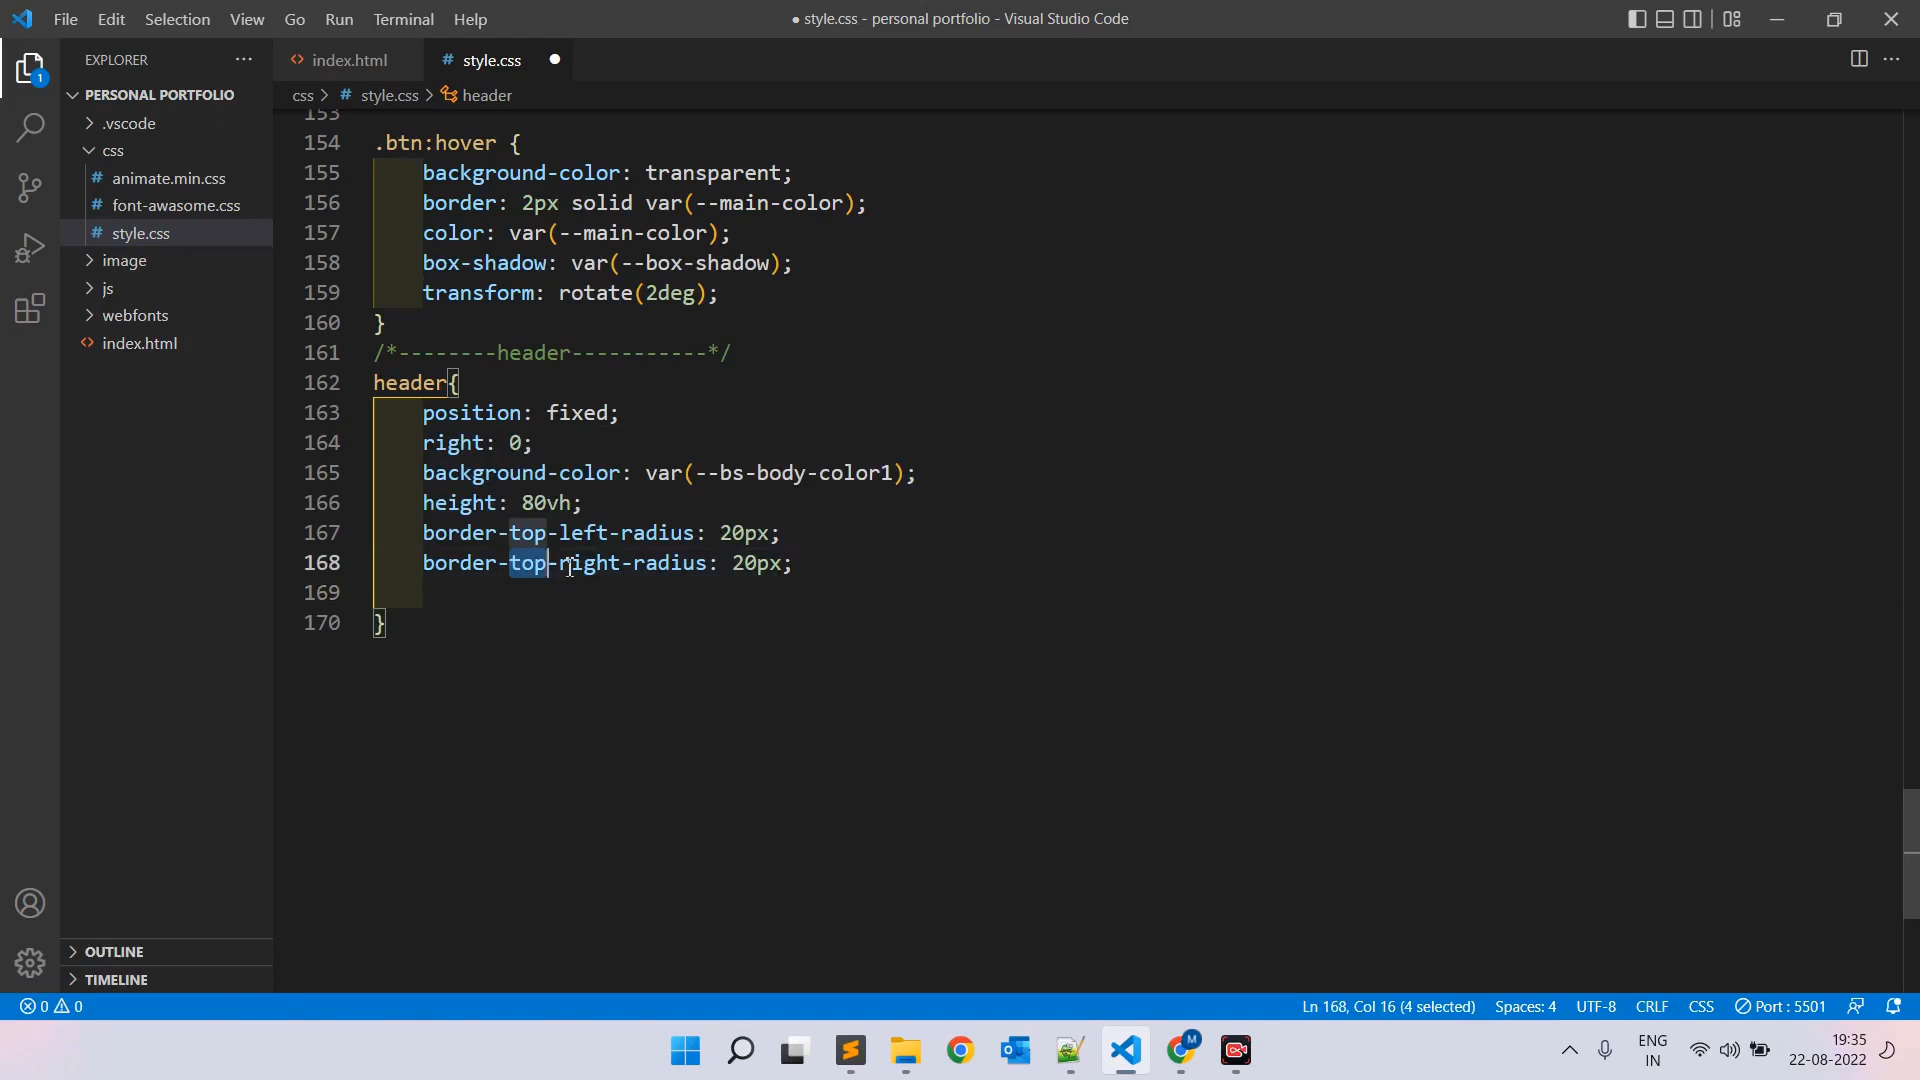 File Edit Selection View Go Run Terminal Help
● style.css - personal portfolio - Visual Studio Code
EXPLORER
PERSONAL PORTFOLIO
.vscode
css
# animate.min.css
# font-awasome.css
# style.css
image
js
webfonts
<> index.html
OUTLINE
TIMELINE
1
<> index.html
# style.css
css > # style.css > header
153
154 .btn:hover {
155 background-color: transparent;
156 border: 2px solid var(--main-color);
157 color: var(--main-color);
158 box-shadow: var(--box-shadow);
159 transform: rotate(2deg);
160 }
161 /*--------header-----------*/
162 header{
163 position: fixed;
164 right: 0;
165 background-color: var(--bs-body-color1);
166 height: 80vh;
167 border-top-left-radius: 20px;
168 border-top-right-radius: 20px;
169
170 }
0 0
Ln 168, Col 16 (4 selected) Spaces: 4 UTF-8 CRLF CSS Port : 5501
M
ENG
IN
19:35
22-08-2022